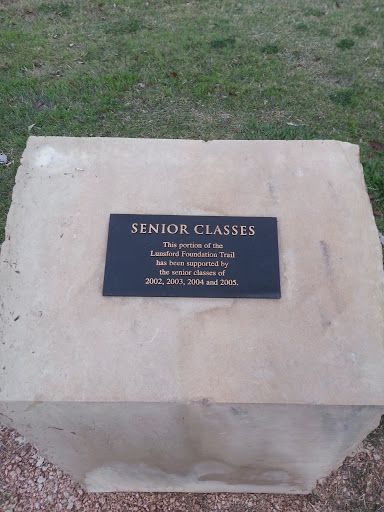 SENIOR CLASSES
This portion of the
Lunsford Foundation Trail
has been supported by
the senior classes of
2002, 2003, 2004 and 2005.